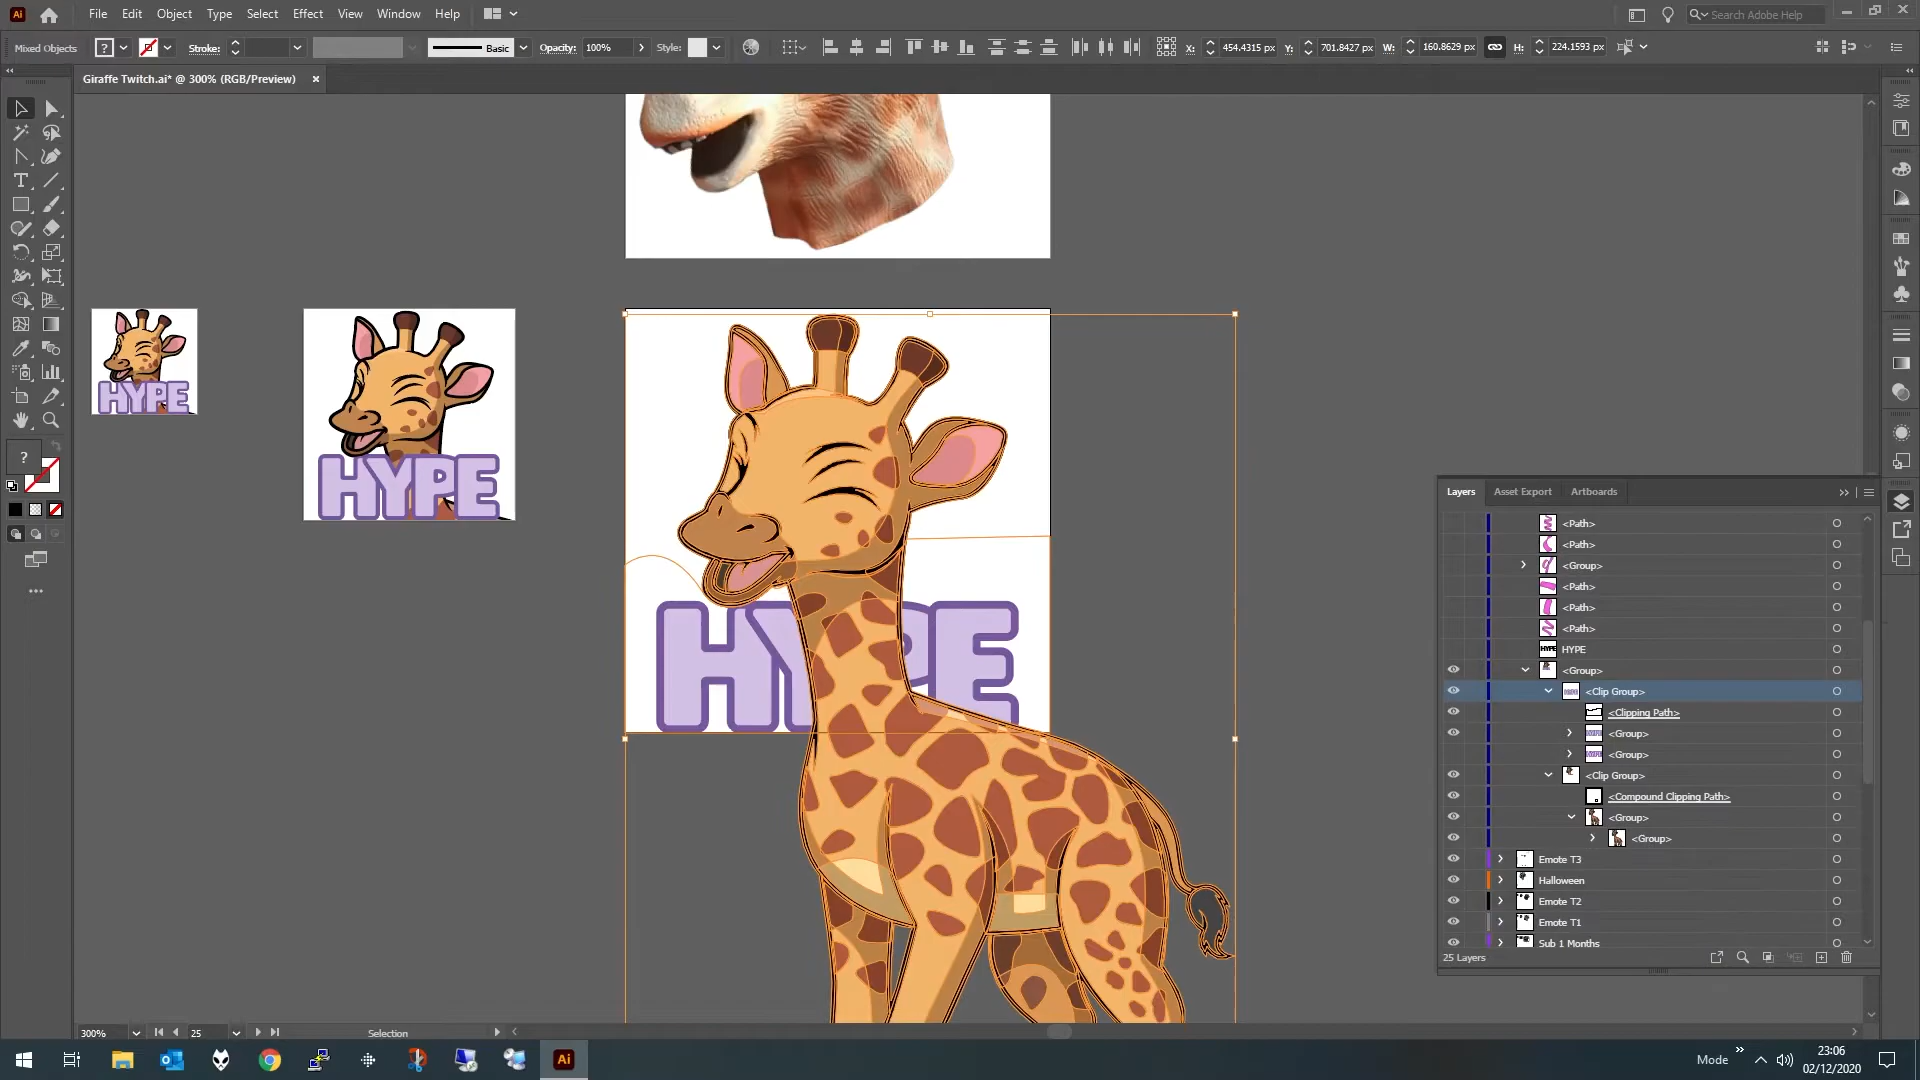 Ai File Edit Object Type Select Effect View Window Help Search Adobe Help
Mixed Objects ? Stroke: Basic Opacity: 100% Style: X: 454.4315 px Y: 701.8427 px W: 160.8629 px H: 224.1593 px
Giraffe Twitch.ai* @ 300% (RGB/Preview) ×
HYPE
HYPE
HYPE
?
Layers Asset Export Artboards
<Path>
<Path>
<Group>
<Path>
<Path>
<Path>
HYPE HYPE
<Group>
<Clip Group>
<Clipping Path>
<Group>
<Group>
<Clip Group>
<Compound Clipping Path>
<Group>
<Group>
Emote T3
Halloween
Emote T2
Emote T1
Sub 1 Months
25 Layers
300% 25 Selection
Ai Mode 23:06
02/12/2020